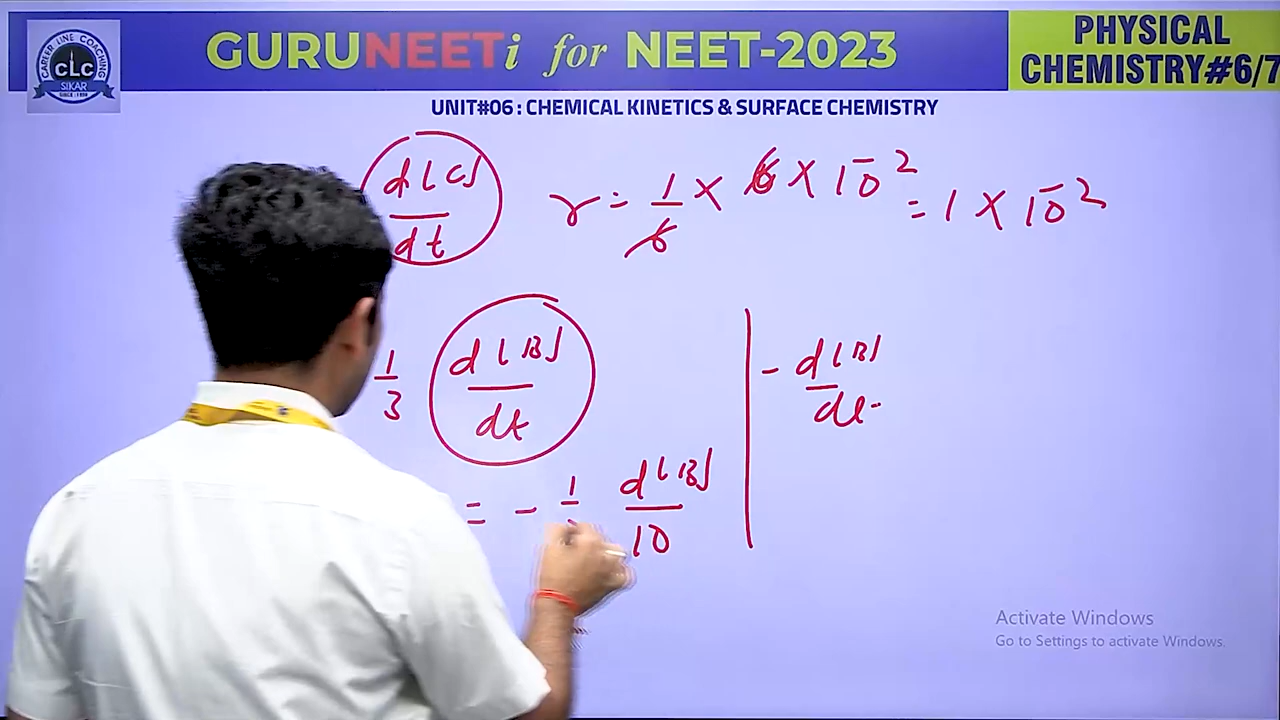 GURUNEETi for NEET-2023
PHYSICAL
CHEMISTRY#6/7
CAREER LINE COACHING
CLC
SIKAR
SINCE : 1996
UNIT#06 : CHEMICAL KINETICS & SURFACE CHEMISTRY
d[C]
dt
r = 1/6 × 6 × 10⁻² = 1 × 10⁻²
1/3 d[B]/dt
- d[B]/dt
= - 1 d[B]/10
Activate Windows
Go to Settings to activate Windows.